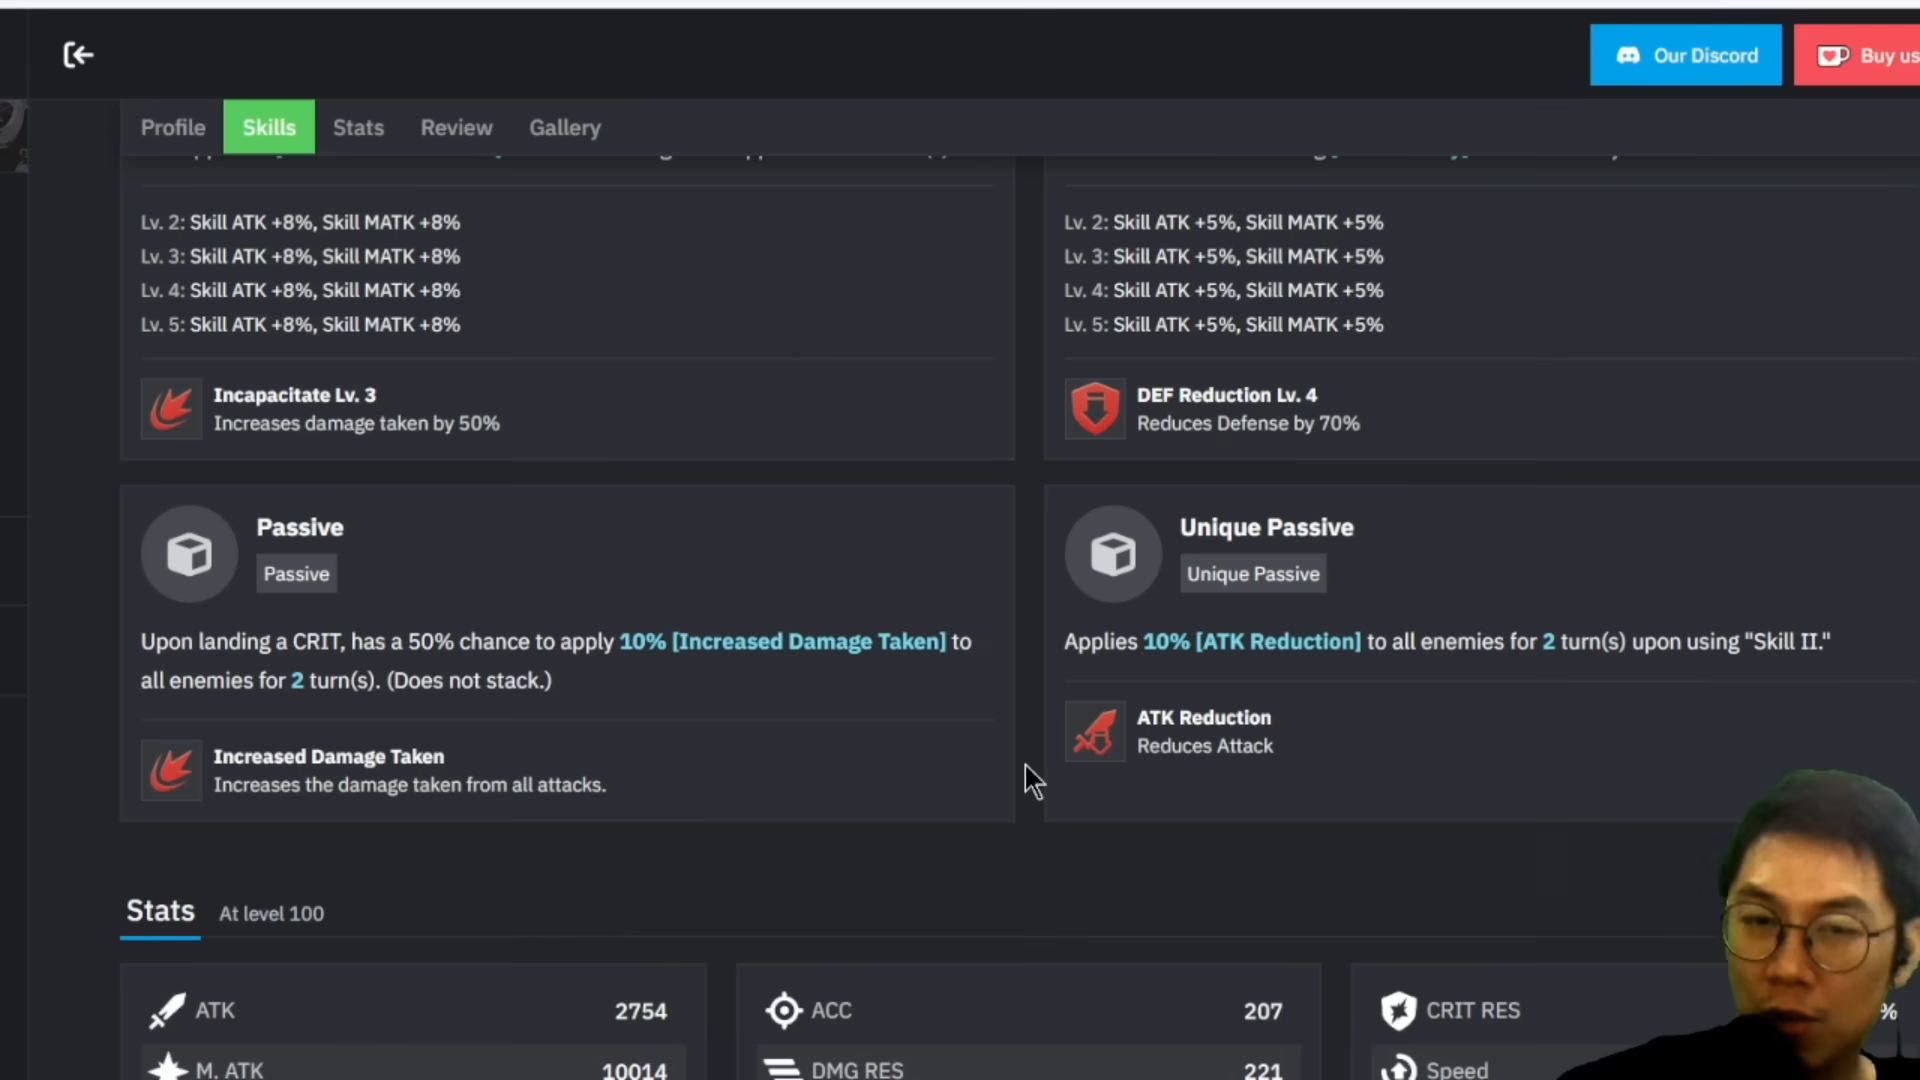 Our Discord
Buy us
Profile
Skills
Stats
Review
Gallery
Lv. 2: Skill ATK +8%, Skill MATK +8%
Lv. 3: Skill ATK +8%, Skill MATK +8%
Lv. 4: Skill ATK +8%, Skill MATK +8%
Lv. 5: Skill ATK +8%, Skill MATK +8%
Incapacitate Lv. 3
Increases damage taken by 50%
Lv. 2: Skill ATK +5%, Skill MATK +5%
Lv. 3: Skill ATK +5%, Skill MATK +5%
Lv. 4: Skill ATK +5%, Skill MATK +5%
Lv. 5: Skill ATK +5%, Skill MATK +5%
DEF Reduction Lv. 4
Reduces Defense by 70%
Passive
Passive
Upon landing a CRIT, has a 50% chance to apply 10% [Increased Damage Taken] to
all enemies for 2 turn(s). (Does not stack.)
Increased Damage Taken
Increases the damage taken from all attacks.
Unique Passive
Unique Passive
Applies 10% [ATK Reduction] to all enemies for 2 turn(s) upon using "Skill II."
ATK Reduction
Reduces Attack
Stats At level 100
ATK 2754
M. ATK 10014
ACC 207
DMG RES 221
CRIT RES %
Speed